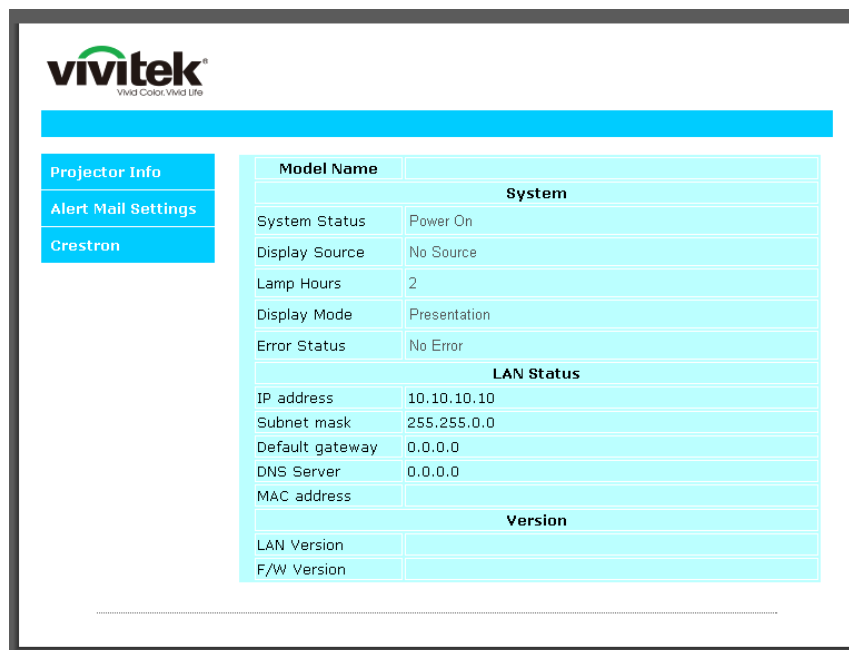 vivitek®
Vivid Color. Vivid Life
Projector Info
Alert Mail Settings
Crestron
Model Name
System
System Status Power On
Display Source No Source
Lamp Hours 2
Display Mode Presentation
Error Status No Error
LAN Status
IP address 10.10.10.10
Subnet mask 255.255.0.0
Default gateway 0.0.0.0
DNS Server 0.0.0.0
MAC address
Version
LAN Version
F/W Version